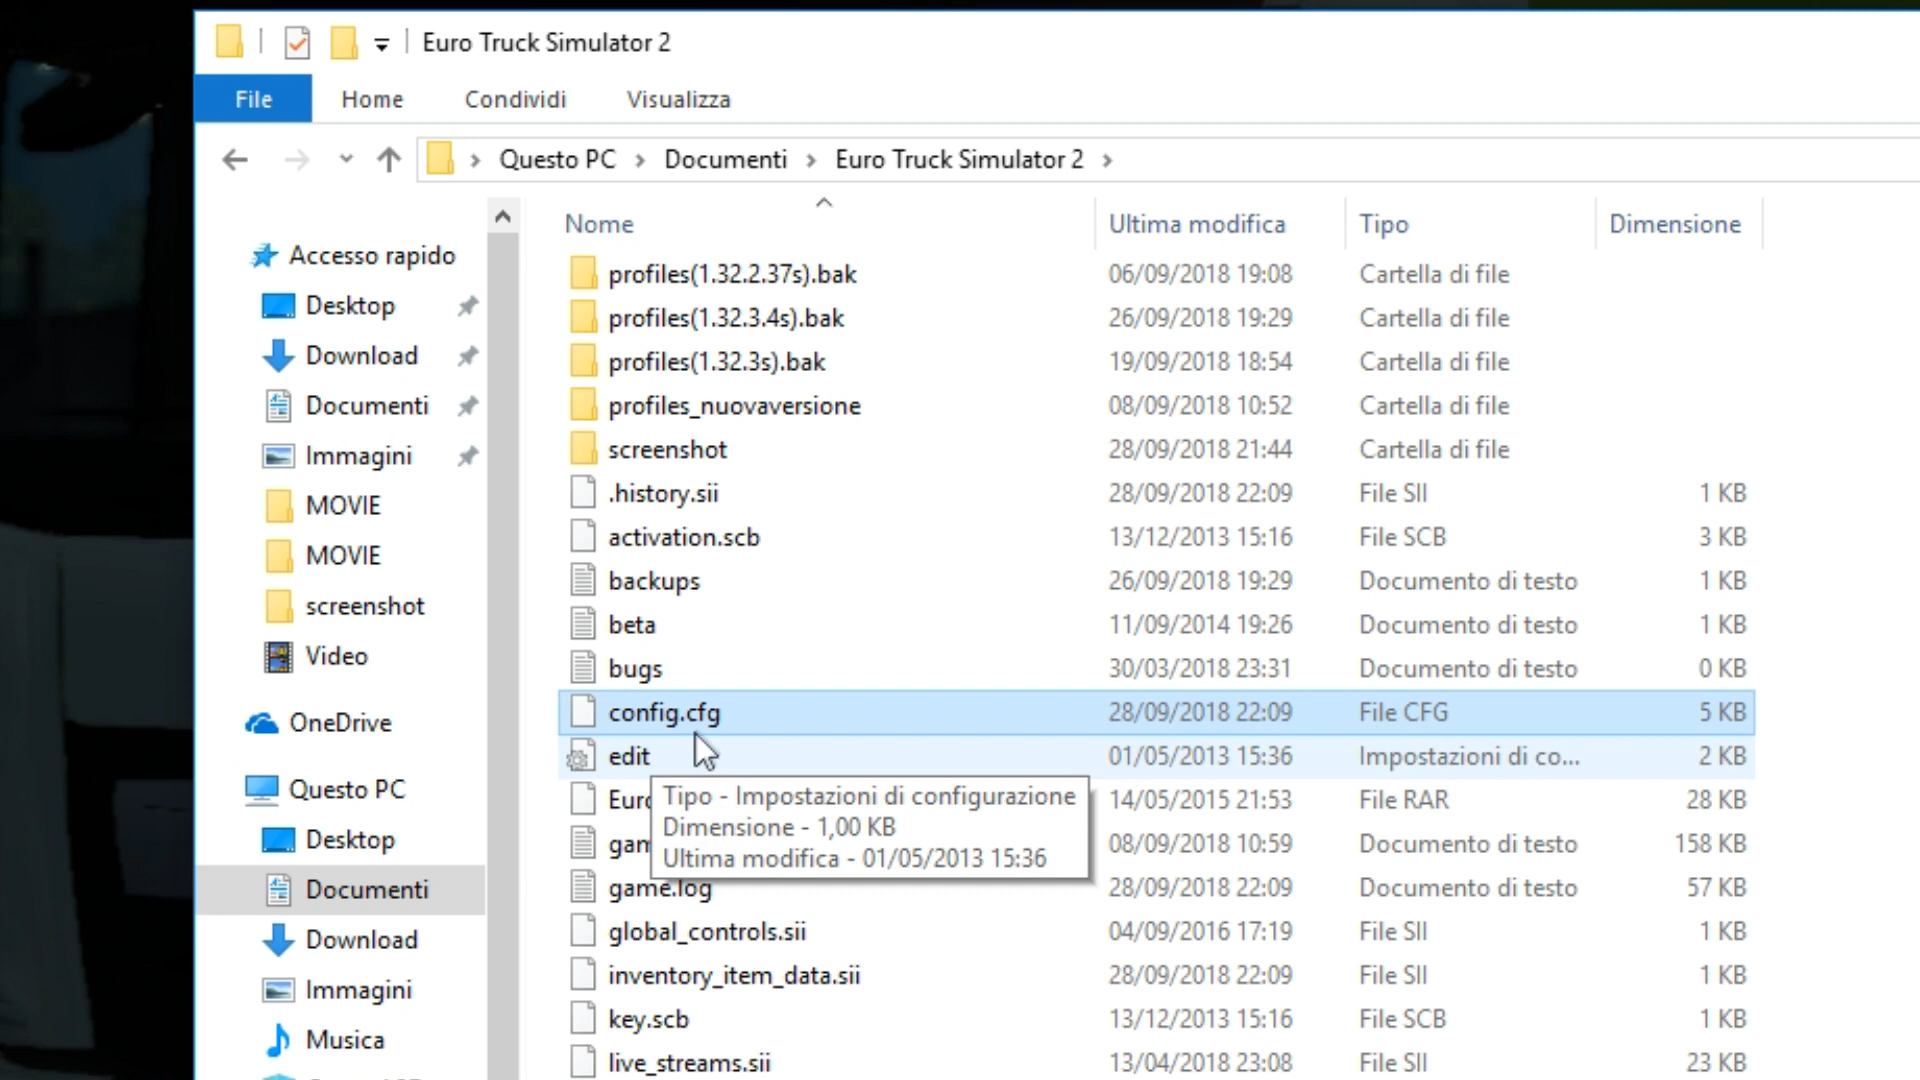 Euro Truck Simulator 2
File Home Condividi Visualizza
Questo PC Documenti Euro Truck Simulator 2
Nome Ultima modifica Tipo Dimensione
Accesso rapido
Desktop
Download
Documenti
Immagini
MOVIE
MOVIE
screenshot
Video
OneDrive
Questo PC
Desktop
Documenti
Download
Immagini
Musica
profiles(1.32.2.37s).bak 06/09/2018 19:08 Cartella di file
profiles(1.32.3.4s).bak 26/09/2018 19:29 Cartella di file
profiles(1.32.3s).bak 19/09/2018 18:54 Cartella di file
profiles_nuovaversione 08/09/2018 10:52 Cartella di file
screenshot 28/09/2018 21:44 Cartella di file
.history.sii 28/09/2018 22:09 File SII 1 KB
activation.scb 13/12/2013 15:16 File SCB 3 KB
backups 26/09/2018 19:29 Documento di testo 1 KB
beta 11/09/2014 19:26 Documento di testo 1 KB
bugs 30/03/2018 23:31 Documento di testo 0 KB
config.cfg 28/09/2018 22:09 File CFG 5 KB
edit 01/05/2013 15:36 Impostazioni di co... 2 KB
14/05/2015 21:53 File RAR 28 KB
08/09/2018 10:59 Documento di testo 158 KB
game.log 28/09/2018 22:09 Documento di testo 57 KB
global_controls.sii 04/09/2016 17:19 File SII 1 KB
inventory_item_data.sii 28/09/2018 22:09 File SII 1 KB
key.scb 13/12/2013 15:16 File SCB 1 KB
live_streams.sii 13/04/2018 23:08 File SII 23 KB
Tipo - Impostazioni di configurazione
Dimensione - 1,00 KB
Ultima modifica - 01/05/2013 15:36